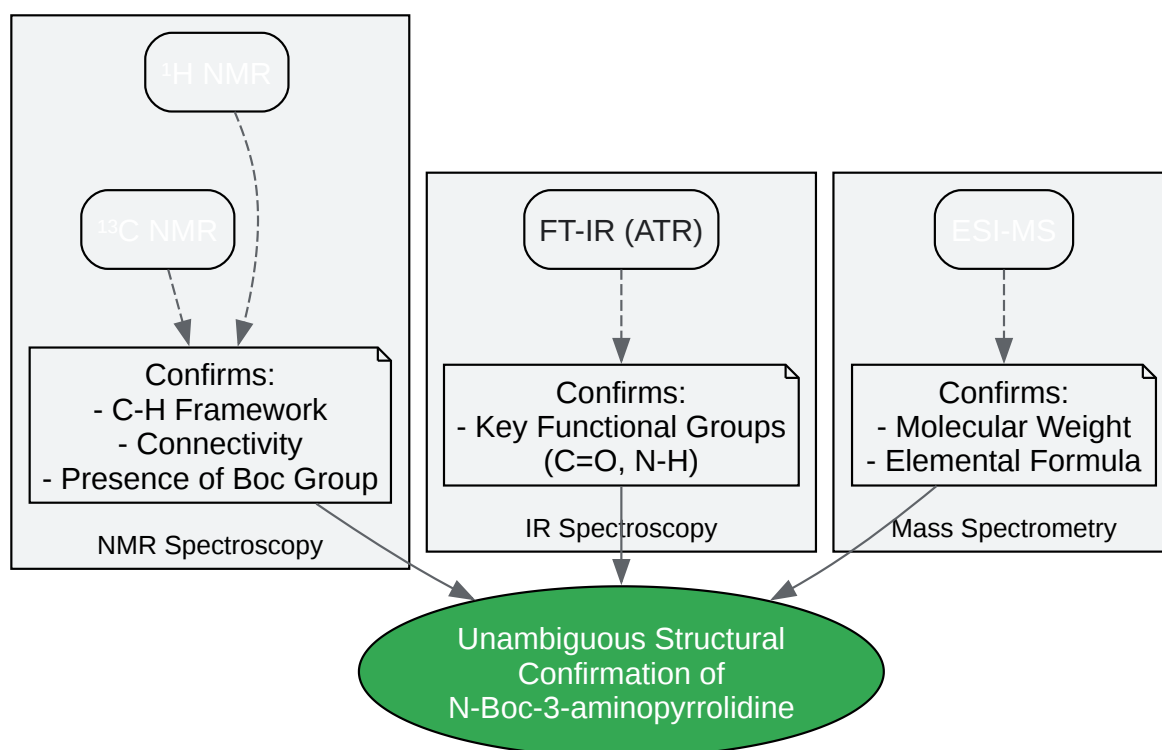 ¹H NMR
¹³C NMR
Confirms:
- C-H Framework
- Connectivity
- Presence of Boc Group
NMR Spectroscopy
FT-IR (ATR)
Confirms:
- Key Functional Groups
(C=O, N-H)
IR Spectroscopy
ESI-MS
Confirms:
- Molecular Weight
- Elemental Formula
Mass Spectrometry
Unambiguous Structural
Confirmation of
N-Boc-3-aminopyrrolidine